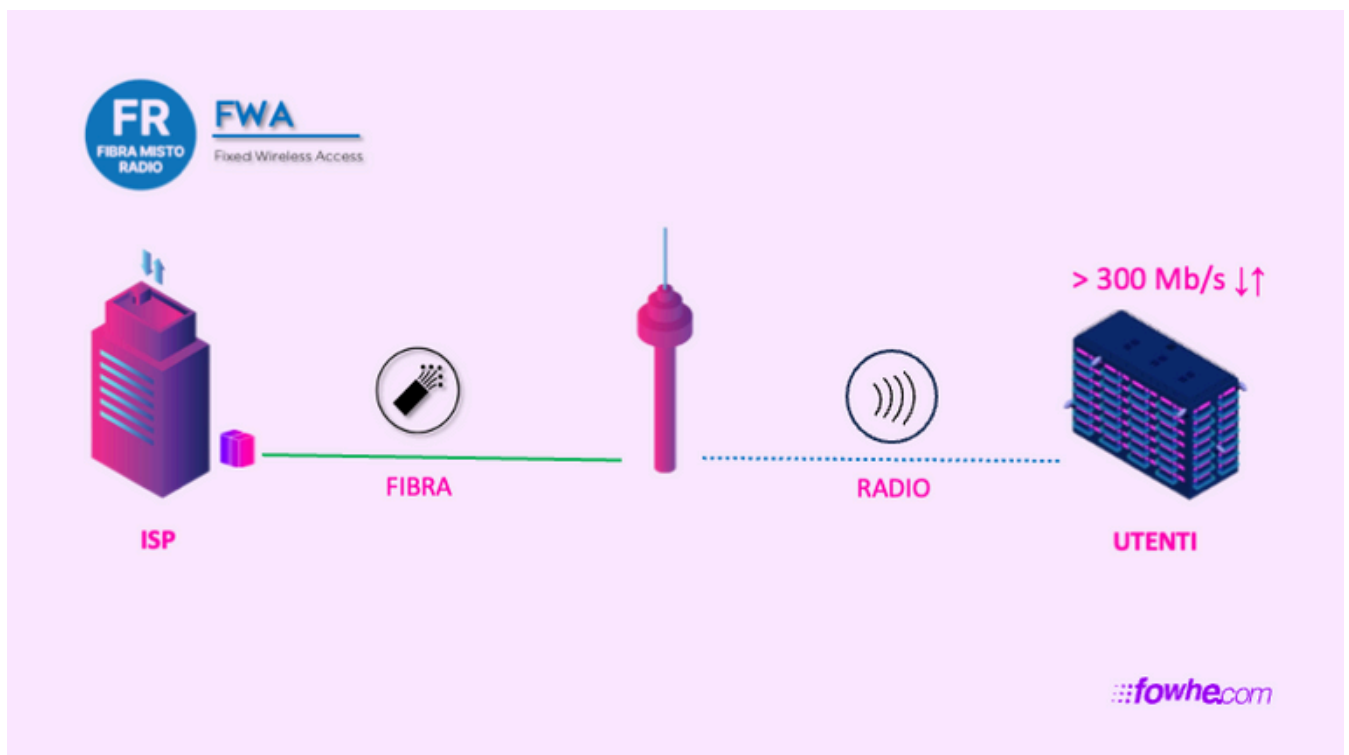 FR
FIBRA MISTO
RADIO
FWA
Fixed Wireless Access
> 300 Mb/s ↓↑
FIBRA
RADIO
ISP
UTENTI
fowhe.com